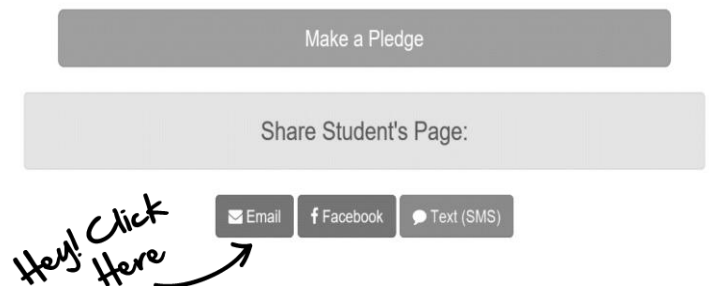 Make a Pledge
Share Student's Page:
Email Facebook Text (SMS)
Hey! Click
Here